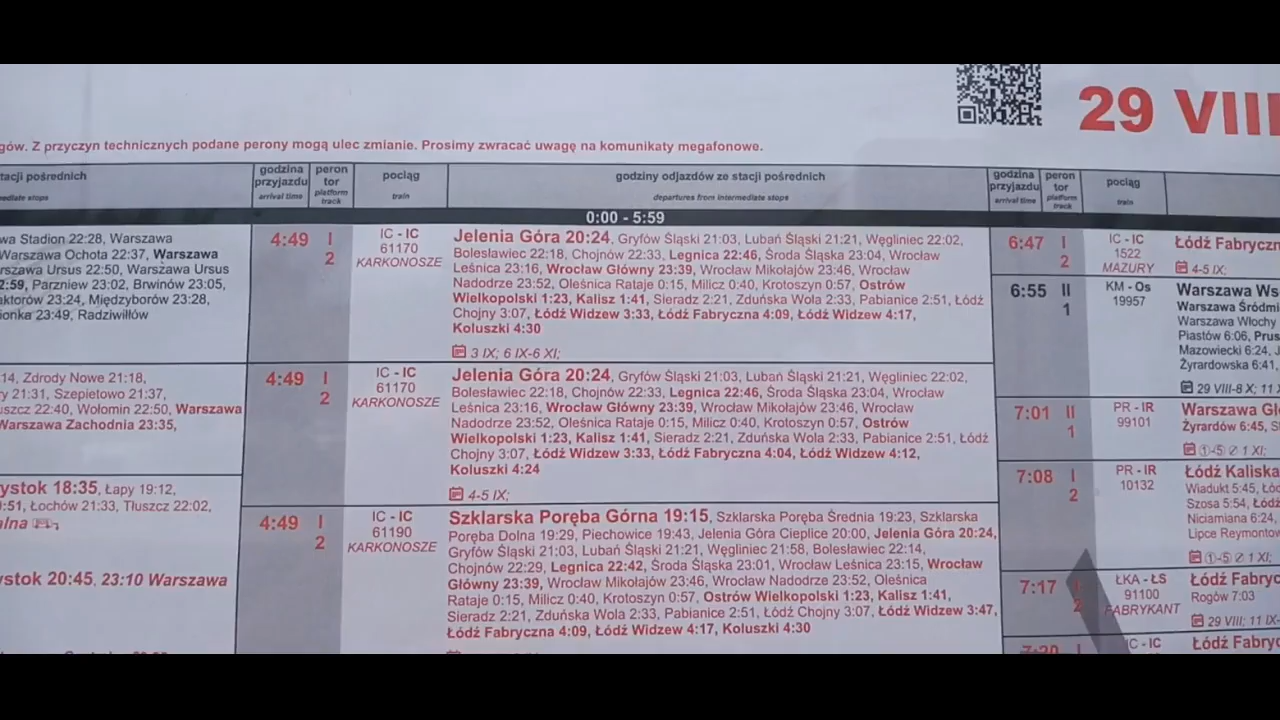 29 VIII
gów. Z przyczyn technicznych podane perony mogą ulec zmianie. Prosimy zwracać uwagę na komunikaty megafonowe.
stacji pośrednich
mediate stops
godzina
przyjazdu
arrival time
peron
tor
platform
track
pociąg
train
godziny odjazdów ze stacji pośrednich
departures from intermediate stops
godzina
przyjazdu
arrival time
peron
tor
platform
track
pociąg
train
0:00 - 5:59
wa Stadion 22:28, Warszawa
Warszawa Ochota 22:37, Warszawa
rszawa Ursus 22:50, Warszawa Ursus
2:59, Parzniew 23:02, Brwinów 23:05,
aktorów 23:24, Międzyborów 23:28,
ionka 23:49, Radziwiłłów
14, Zdrody Nowe 21:18,
ry 21:31, Szepietowo 21:37,
uszcz 22:40, Wołomin 22:50, Warszawa
Warszawa Zachodnia 23:35,
ystok 18:35, Łapy 19:12,
:51, Łochów 21:33, Tłuszcz 22:02,
alna
ystok 20:45, 23:10 Warszawa
4:49 I
2
IC - IC
61170
KARKONOSZE
Jelenia Góra 20:24, Gryfów Śląski 21:03, Lubań Śląski 21:21, Węgliniec 22:02,
Bolesławiec 22:18, Chojnów 22:33, Legnica 22:46, Środa Śląska 23:04, Wrocław
Leśnica 23:16, Wrocław Główny 23:39, Wrocław Mikołajów 23:46, Wrocław
Nadodrze 23:52, Oleśnica Rataje 0:15, Milicz 0:40, Krotoszyn 0:57, Ostrów
Wielkopolski 1:23, Kalisz 1:41, Sieradz 2:21, Zduńska Wola 2:33, Pabianice 2:51, Łódź
Chojny 3:07, Łódź Widzew 3:33, Łódź Fabryczna 4:09, Łódź Widzew 4:17,
Koluszki 4:30
3 IX; 6 IX-6 XI;
4:49 I
2
IC - IC
61170
KARKONOSZE
Jelenia Góra 20:24, Gryfów Śląski 21:03, Lubań Śląski 21:21, Węgliniec 22:02,
Bolesławiec 22:18, Chojnów 22:33, Legnica 22:46, Środa Śląska 23:04, Wrocław
Leśnica 23:16, Wrocław Główny 23:39, Wrocław Mikołajów 23:46, Wrocław
Nadodrze 23:52, Oleśnica Rataje 0:15, Milicz 0:40, Krotoszyn 0:57, Ostrów
Wielkopolski 1:23, Kalisz 1:41, Sieradz 2:21, Zduńska Wola 2:33, Pabianice 2:51, Łódź
Chojny 3:07, Łódź Widzew 3:33, Łódź Fabryczna 4:04, Łódź Widzew 4:12,
Koluszki 4:24
4-5 IX;
4:49 I
2
IC - IC
61190
KARKONOSZE
Szklarska Poręba Górna 19:15, Szklarska Poręba Średnia 19:23, Szklarska
Poręba Dolna 19:29, Piechowice 19:43, Jelenia Góra Cieplice 20:00, Jelenia Góra 20:24,
Gryfów Śląski 21:03, Lubań Śląski 21:21, Węgliniec 21:58, Bolesławiec 22:14,
Chojnów 22:29, Legnica 22:42, Środa Śląska 23:01, Wrocław Leśnica 23:15, Wrocław
Główny 23:39, Wrocław Mikołajów 23:46, Wrocław Nadodrze 23:52, Oleśnica
Rataje 0:15, Milicz 0:40, Krotoszyn 0:57, Ostrów Wielkopolski 1:23, Kalisz 1:41,
Sieradz 2:21, Zduńska Wola 2:33, Pabianice 2:51, Łódź Chojny 3:07, Łódź Widzew 3:47,
Łódź Fabryczna 4:09, Łódź Widzew 4:17, Koluszki 4:30
6:47 I
2
IC - IC
1522
MAZURY
Łódź Fabryczn
4-5 IX;
6:55 II
1
KM - Os
19957
Warszawa Ws
Warszawa Śródmi
Warszawa Włochy
Piastów 6:06, Prus
Mazowiecki 6:24, J
Żyrardowska 6:41,
29 VIII-8 X; 11 X
7:01 II
1
PR - IR
99101
Warszawa Gł
Żyrardów 6:45, S
①-⑤ 1 XI;
7:08 I
2
PR - IR
10132
Łódź Kaliska
Wiadukt 5:45, Łód
Szosa 5:54, Łódź
Niciarniana 6:24,
Lipce Reymontow
①-⑤ 1 XI;
7:17 I
2
ŁKA - ŁS
91100
FABRYKANT
Łódź Fabryc
Rogów 7:03
29 VIII; 11 IX-
7:20 I
IC - IC
Łódź Fabryc